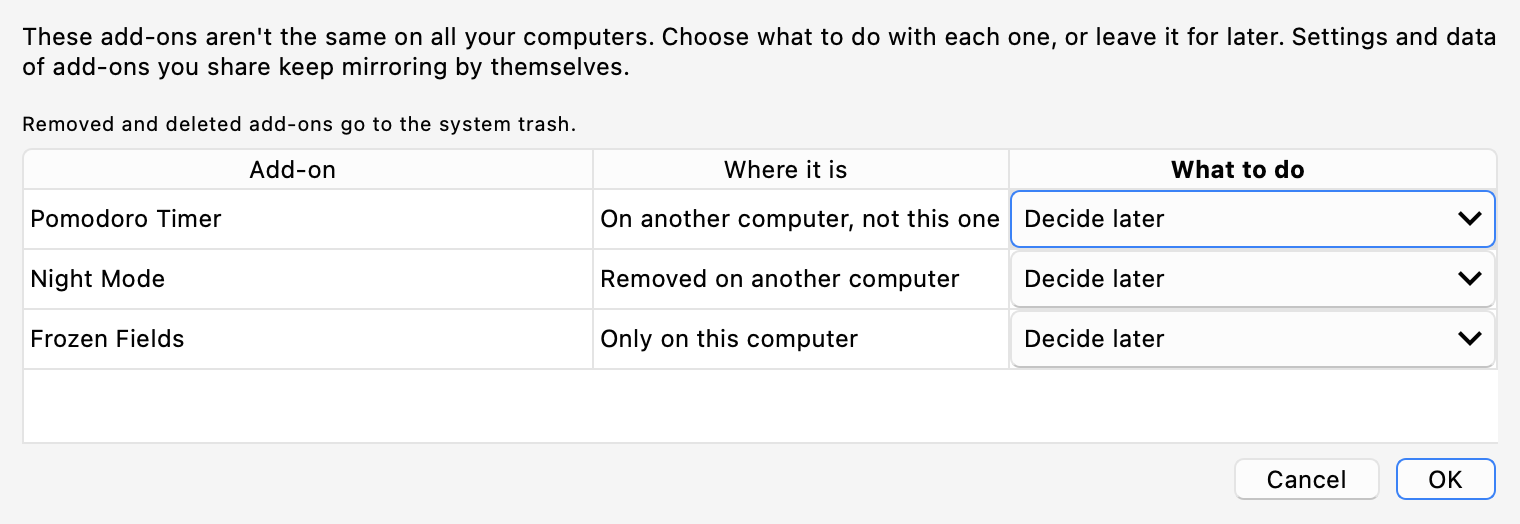 These add-ons aren't the same on all your computers. Choose what to do with each one, or leave it for later. Settings and data
of add-ons you share keep mirroring by themselves.
Removed and deleted add-ons go to the system trash.
Add-on Where it is What to do
Pomodoro Timer On another computer, not this one Decide later
Night Mode Removed on another computer Decide later
Frozen Fields Only on this computer Decide later
Cancel OK